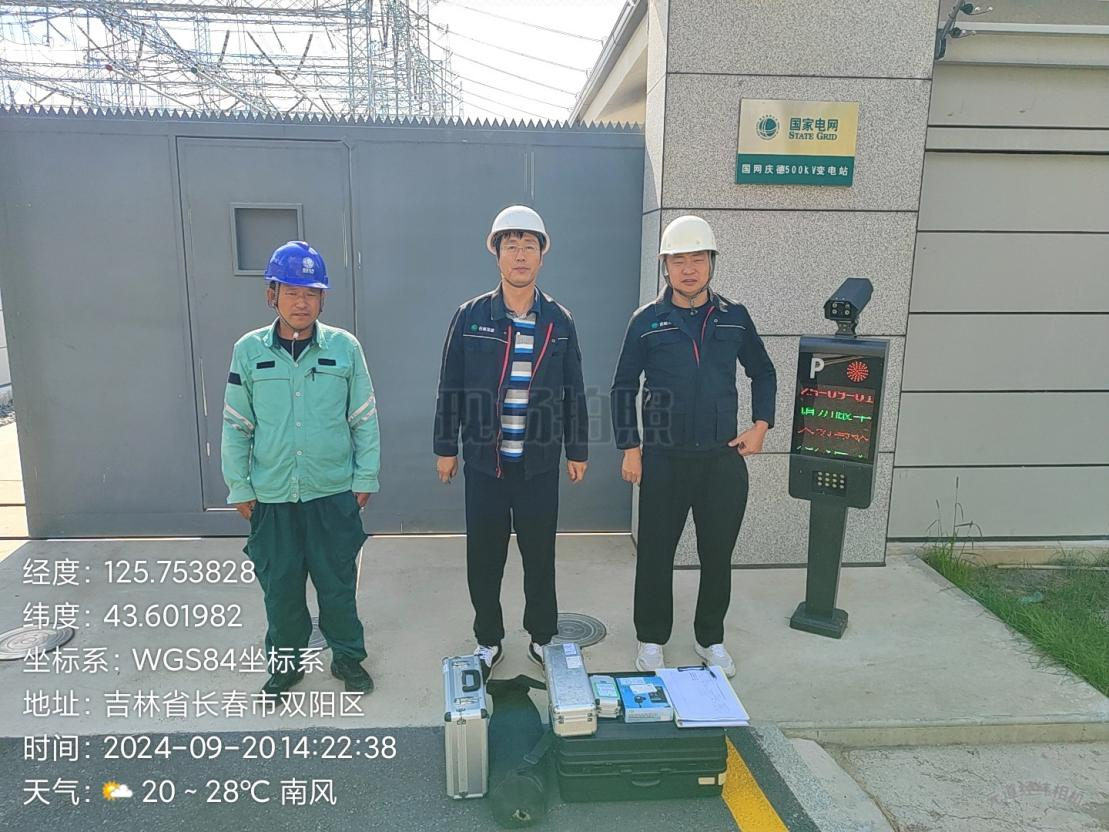 国家电网
STATE GRID
国网庆德500kV变电站
P
现场拍照
经度：125.753828
纬度：43.601982
坐标系：WGS84坐标系
地址：吉林省长春市双阳区
时间：2024-09-20 14:22:38
天气：20 ~ 28℃ 南风